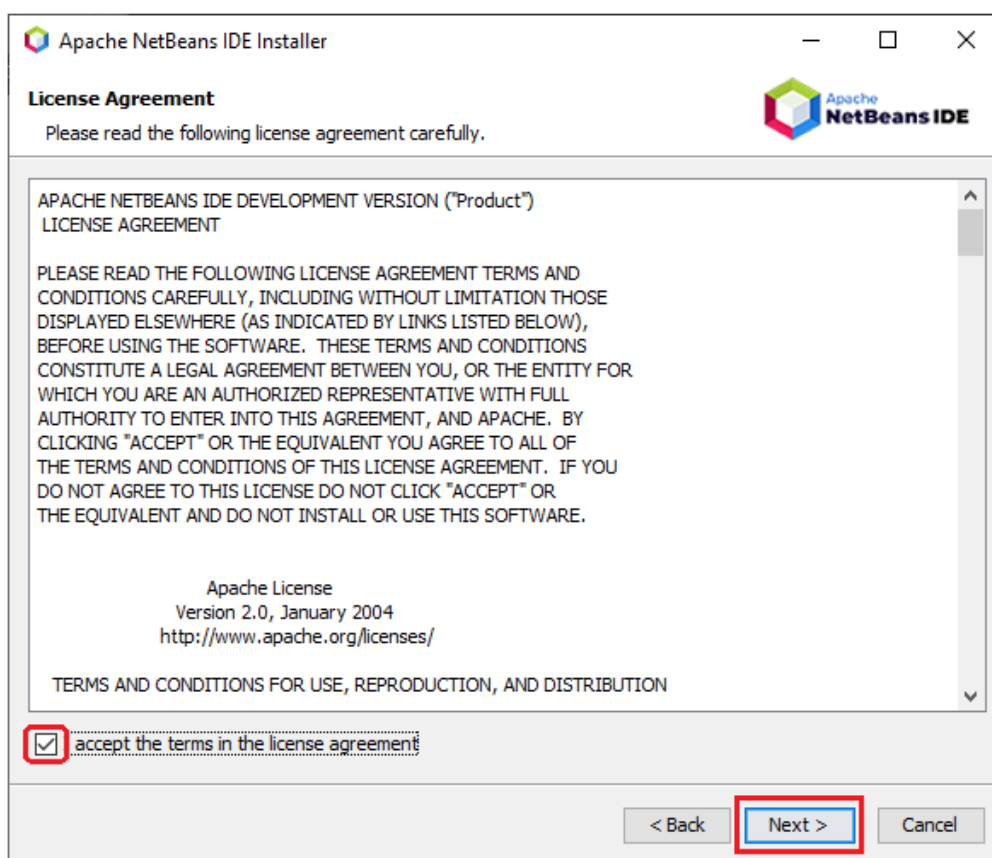 Apache NetBeans IDE Installer
License Agreement
Please read the following license agreement carefully.
Apache
NetBeans IDE
APACHE NETBEANS IDE DEVELOPMENT VERSION ("Product")
LICENSE AGREEMENT
PLEASE READ THE FOLLOWING LICENSE AGREEMENT TERMS AND
CONDITIONS CAREFULLY, INCLUDING WITHOUT LIMITATION THOSE
DISPLAYED ELSEWHERE (AS INDICATED BY LINKS LISTED BELOW),
BEFORE USING THE SOFTWARE.  THESE TERMS AND CONDITIONS
CONSTITUTE A LEGAL AGREEMENT BETWEEN YOU, OR THE ENTITY FOR
WHICH YOU ARE AN AUTHORIZED REPRESENTATIVE WITH FULL
AUTHORITY TO ENTER INTO THIS AGREEMENT, AND APACHE.  BY
CLICKING "ACCEPT" OR THE EQUIVALENT YOU AGREE TO ALL OF
THE TERMS AND CONDITIONS OF THIS LICENSE AGREEMENT.  IF YOU
DO NOT AGREE TO THIS LICENSE DO NOT CLICK "ACCEPT" OR
THE EQUIVALENT AND DO NOT INSTALL OR USE THIS SOFTWARE.
Apache License
Version 2.0, January 2004
http://www.apache.org/licenses/
TERMS AND CONDITIONS FOR USE, REPRODUCTION, AND DISTRIBUTION
accept the terms in the license agreement
< Back
Next >
Cancel